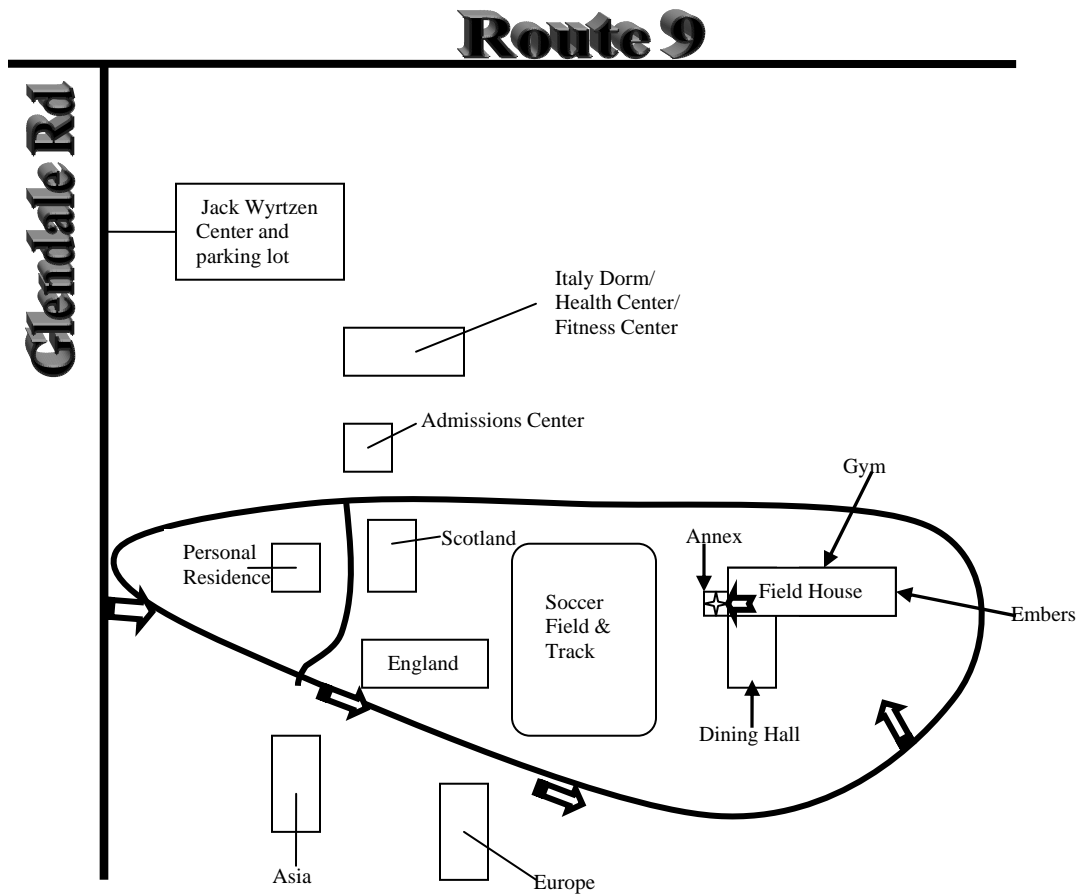 Route 9
Glendale Rd
Jack Wyrtzen
Center and
parking lot
Italy Dorm/
Health Center/
Fitness Center
Admissions Center
Gym
Personal
Residence
Scotland
Annex
Field House
Embers
Soccer
Field &
Track
England
Dining Hall
Asia
Europe